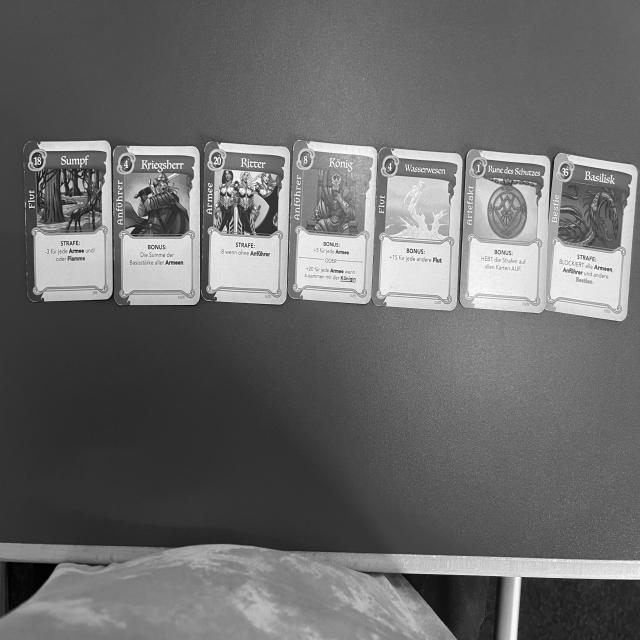 18 Sumpf
Flut
STRAFE:
-3 für jede Armee und/
oder Flamme
4 Kriegsherr
Anführer
BONUS:
Die Summe der
Basisstärke aller Armeen.
20 Ritter
Armee
STRAFE:
-8 wenn ohne Anführer
8 König
Anführer
BONUS:
+5 für jede Armee
ODER
+20 für jede Armee wenn
zusammen mit der Königin
4 Wasserwesen
Flut
BONUS:
+15 für jede andere Flut
1 Rune des Schutzes
Artefakt
BONUS:
HEBT die Strafen auf
allen Karten AUF.
35 Basilisk
Bestie
STRAFE:
BLOCKIERT alle Armeen,
Anführer und andere
Bestien.